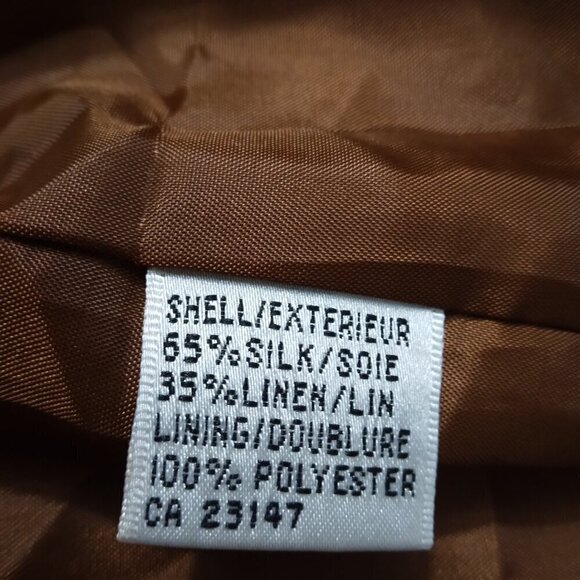 SHELL/EXTERIEUR
65% SILK/SOIE
35% LINEN/LIN
LINING/DOUBLURE
100% POLYESTER
CA 23147